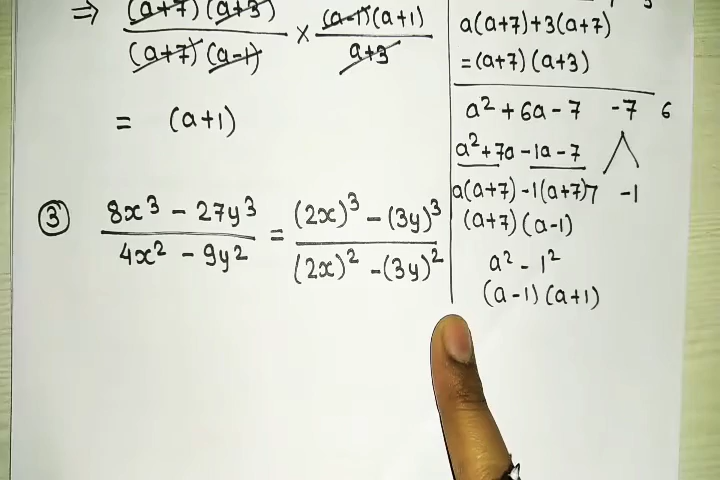 ⇒ (a+7)(a+3) / (a+7)(a-1) × (a-1)(a+1) / a+3
= (a+1)
③ 8x³ - 27y³ / 4x² - 9y² = (2x)³ - (3y)³ / (2x)² - (3y)²
a(a+7)+3(a+7)
=(a+7)(a+3)
a² + 6a - 7 -7 6
a²+7a-1a-7
a(a+7)-1(a+7) 7 -1
(a+7)(a-1)
a² - 1²
(a-1)(a+1)